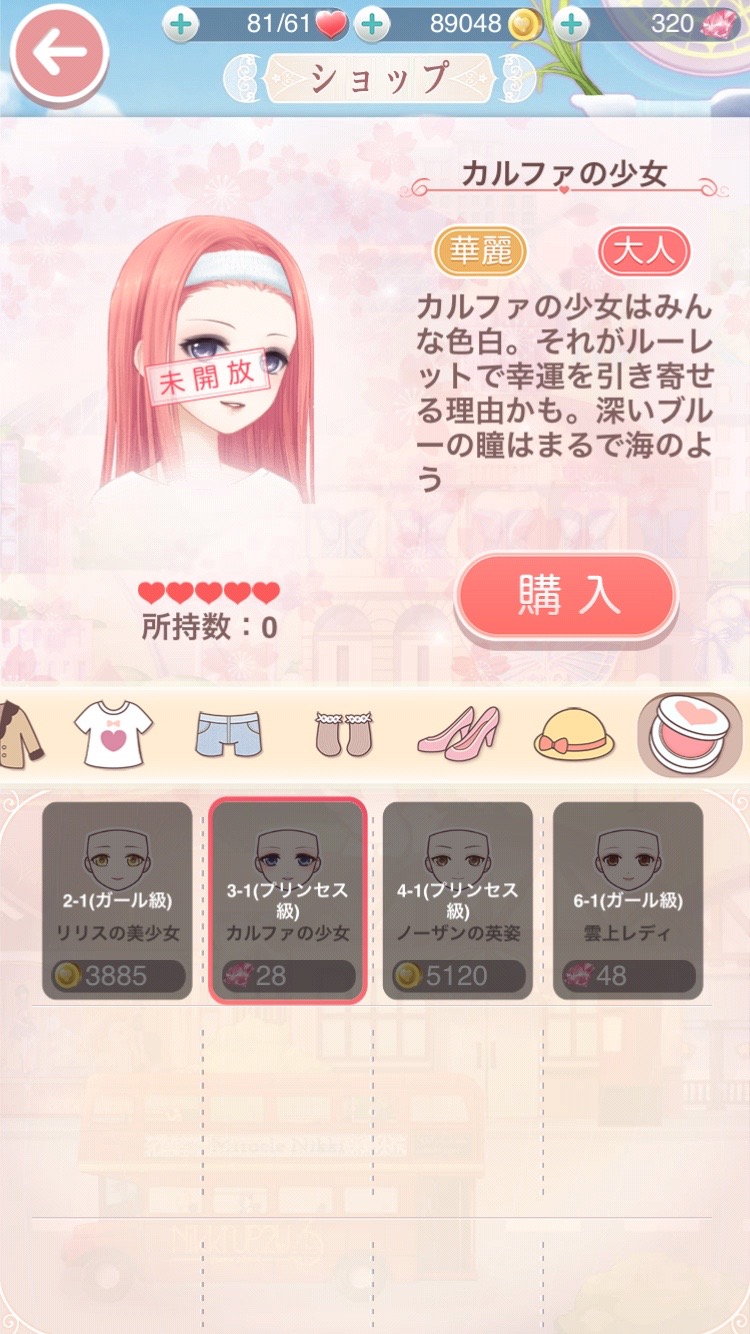 81/61
89048
320
ショップ
カルファの少女
華麗
大人
カルファの少女はみん
な色白。それがルーレ
ットで幸運を引き寄せ
る理由かも。深いブル
ーの瞳はまるで海のよ
う
未開放
所持数：0
購入
2-1(ガール級)
リリスの美少女
3885
3-1(プリンセス
級)
カルファの少女
28
4-1(プリンセス
級)
ノーザンの英姿
5120
6-1(ガール級)
雲上レディ
48